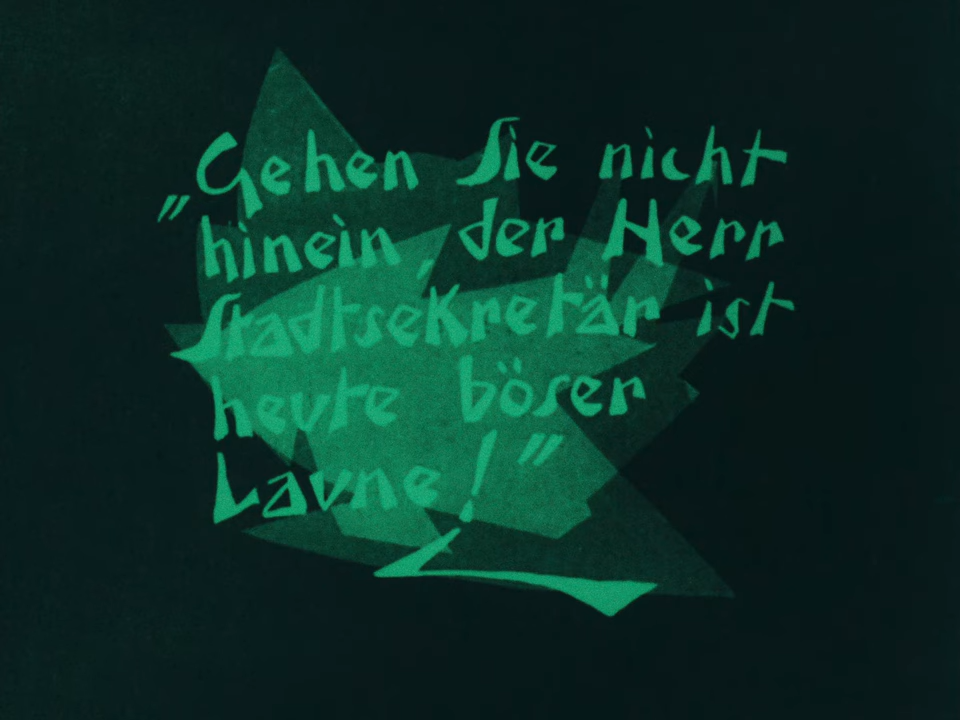 „Gehen Sie nicht
hinein, der Herr
Stadtsekretär ist
heute böser
Laune!”